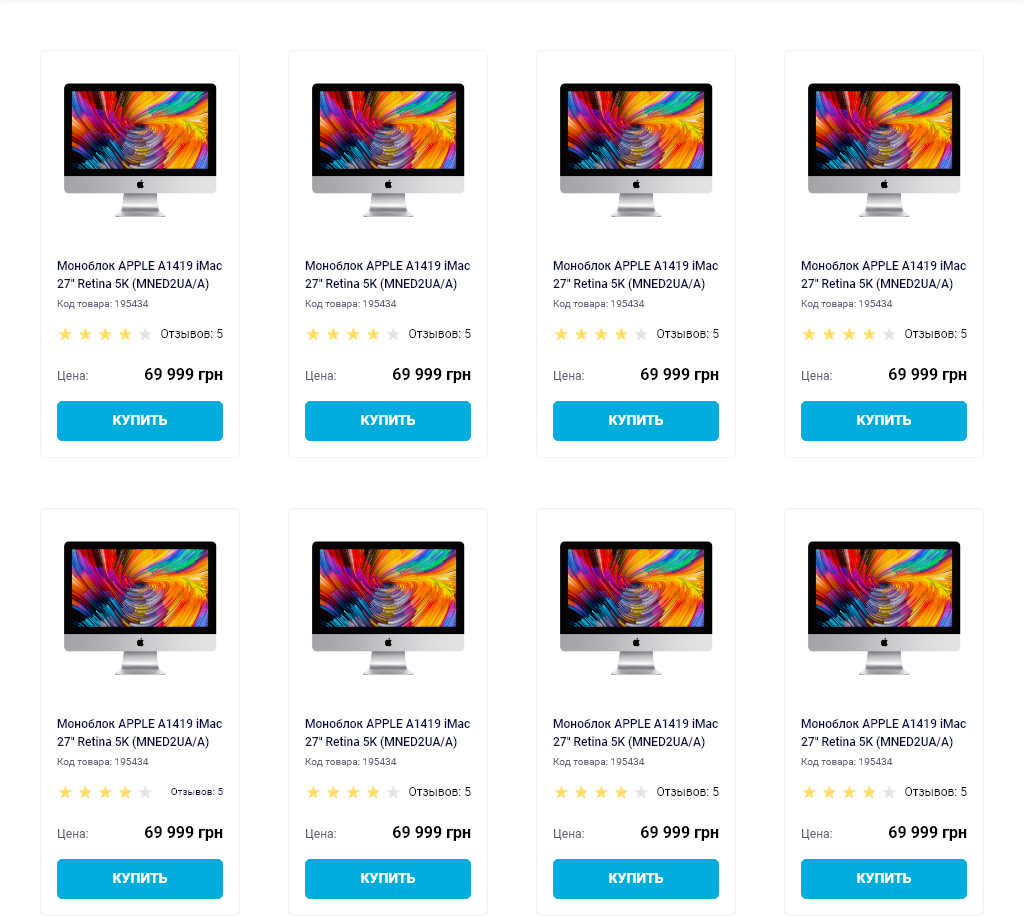 Моноблок APPLE A1419 iMac
27" Retina 5K (MNED2UA/A)
Код товара: 195434
Отзывов: 5
Цена: 69 999 грн
КУПИТЬ
Моноблок APPLE A1419 iMac
27" Retina 5K (MNED2UA/A)
Код товара: 195434
Отзывов: 5
Цена: 69 999 грн
КУПИТЬ
Моноблок APPLE A1419 iMac
27" Retina 5K (MNED2UA/A)
Код товара: 195434
Отзывов: 5
Цена: 69 999 грн
КУПИТЬ
Моноблок APPLE A1419 iMac
27" Retina 5K (MNED2UA/A)
Код товара: 195434
Отзывов: 5
Цена: 69 999 грн
КУПИТЬ
Моноблок APPLE A1419 iMac
27" Retina 5K (MNED2UA/A)
Код товара: 195434
Отзывов: 5
Цена: 69 999 грн
КУПИТЬ
Моноблок APPLE A1419 iMac
27" Retina 5K (MNED2UA/A)
Код товара: 195434
Отзывов: 5
Цена: 69 999 грн
КУПИТЬ
Моноблок APPLE A1419 iMac
27" Retina 5K (MNED2UA/A)
Код товара: 195434
Отзывов: 5
Цена: 69 999 грн
КУПИТЬ
Моноблок APPLE A1419 iMac
27" Retina 5K (MNED2UA/A)
Код товара: 195434
Отзывов: 5
Цена: 69 999 грн
КУПИТЬ